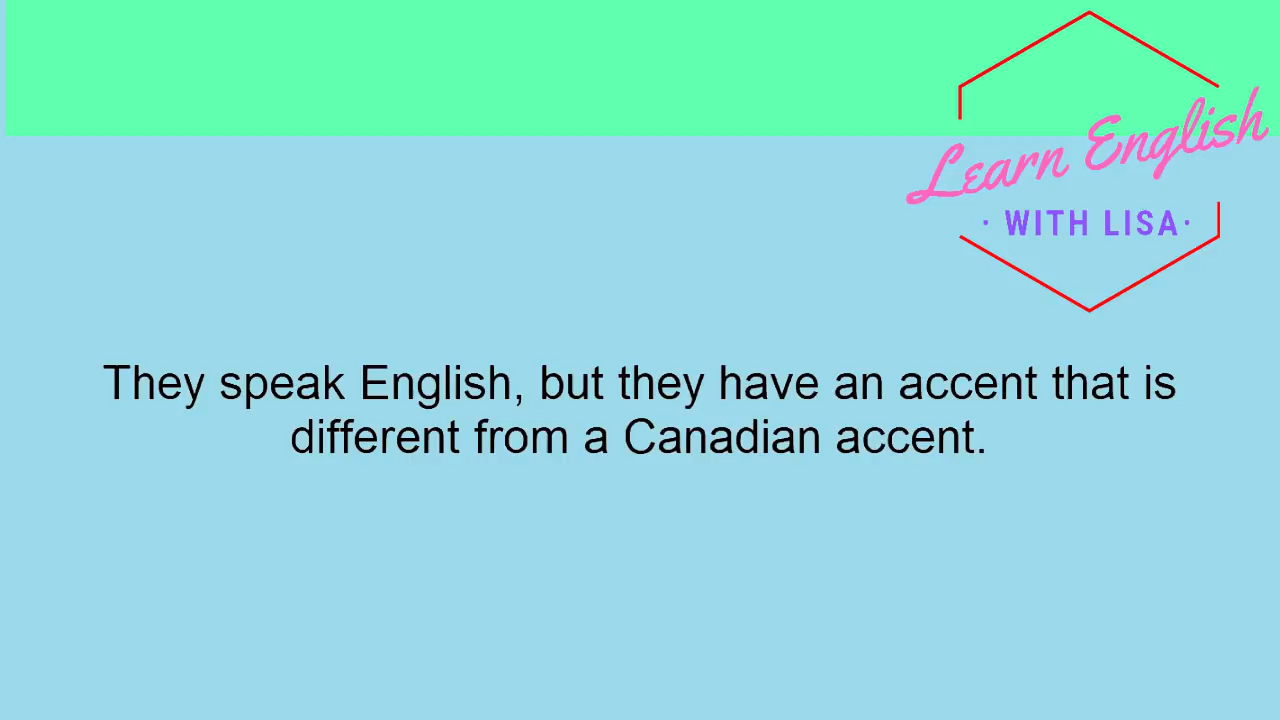 Learn English
· WITH LISA·
They speak English, but they have an accent that is
different from a Canadian accent.